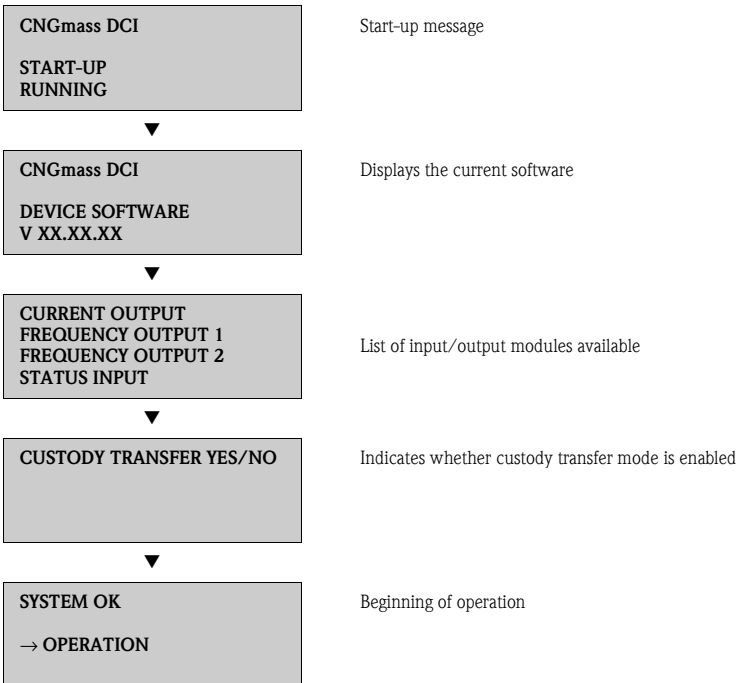 CNGmass DCI
START-UP
RUNNING
Start-up message
▼
CNGmass DCI
DEVICE SOFTWARE
V XX.XX.XX
Displays the current software
▼
CURRENT OUTPUT
FREQUENCY OUTPUT 1
FREQUENCY OUTPUT 2
STATUS INPUT
List of input/output modules available
▼
CUSTODY TRANSFER YES/NO
Indicates whether custody transfer mode is enabled
▼
SYSTEM OK
→ OPERATION
Beginning of operation